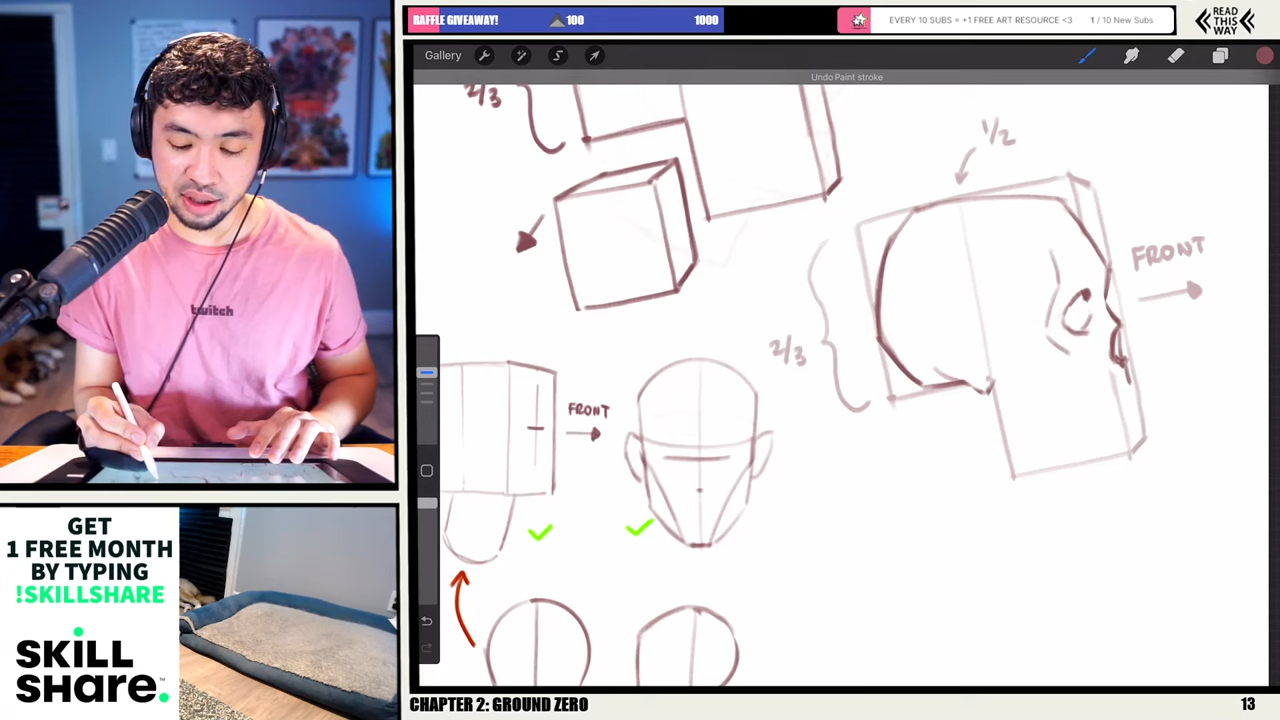 RAFFLE GIVEAWAY!
100
1000
EVERY 10 SUBS = +1 FREE ART RESOURCE <3
1 / 10 New Subs
READ
THIS
WAY
Gallery
Undo Paint stroke
2/3
1/2
FRONT
2/3
FRONT
twitch
GET
1 FREE MONTH
BY TYPING
!SKILLSHARE
SKILL
SHaRe.
CHAPTER 2: GROUND ZERO
13